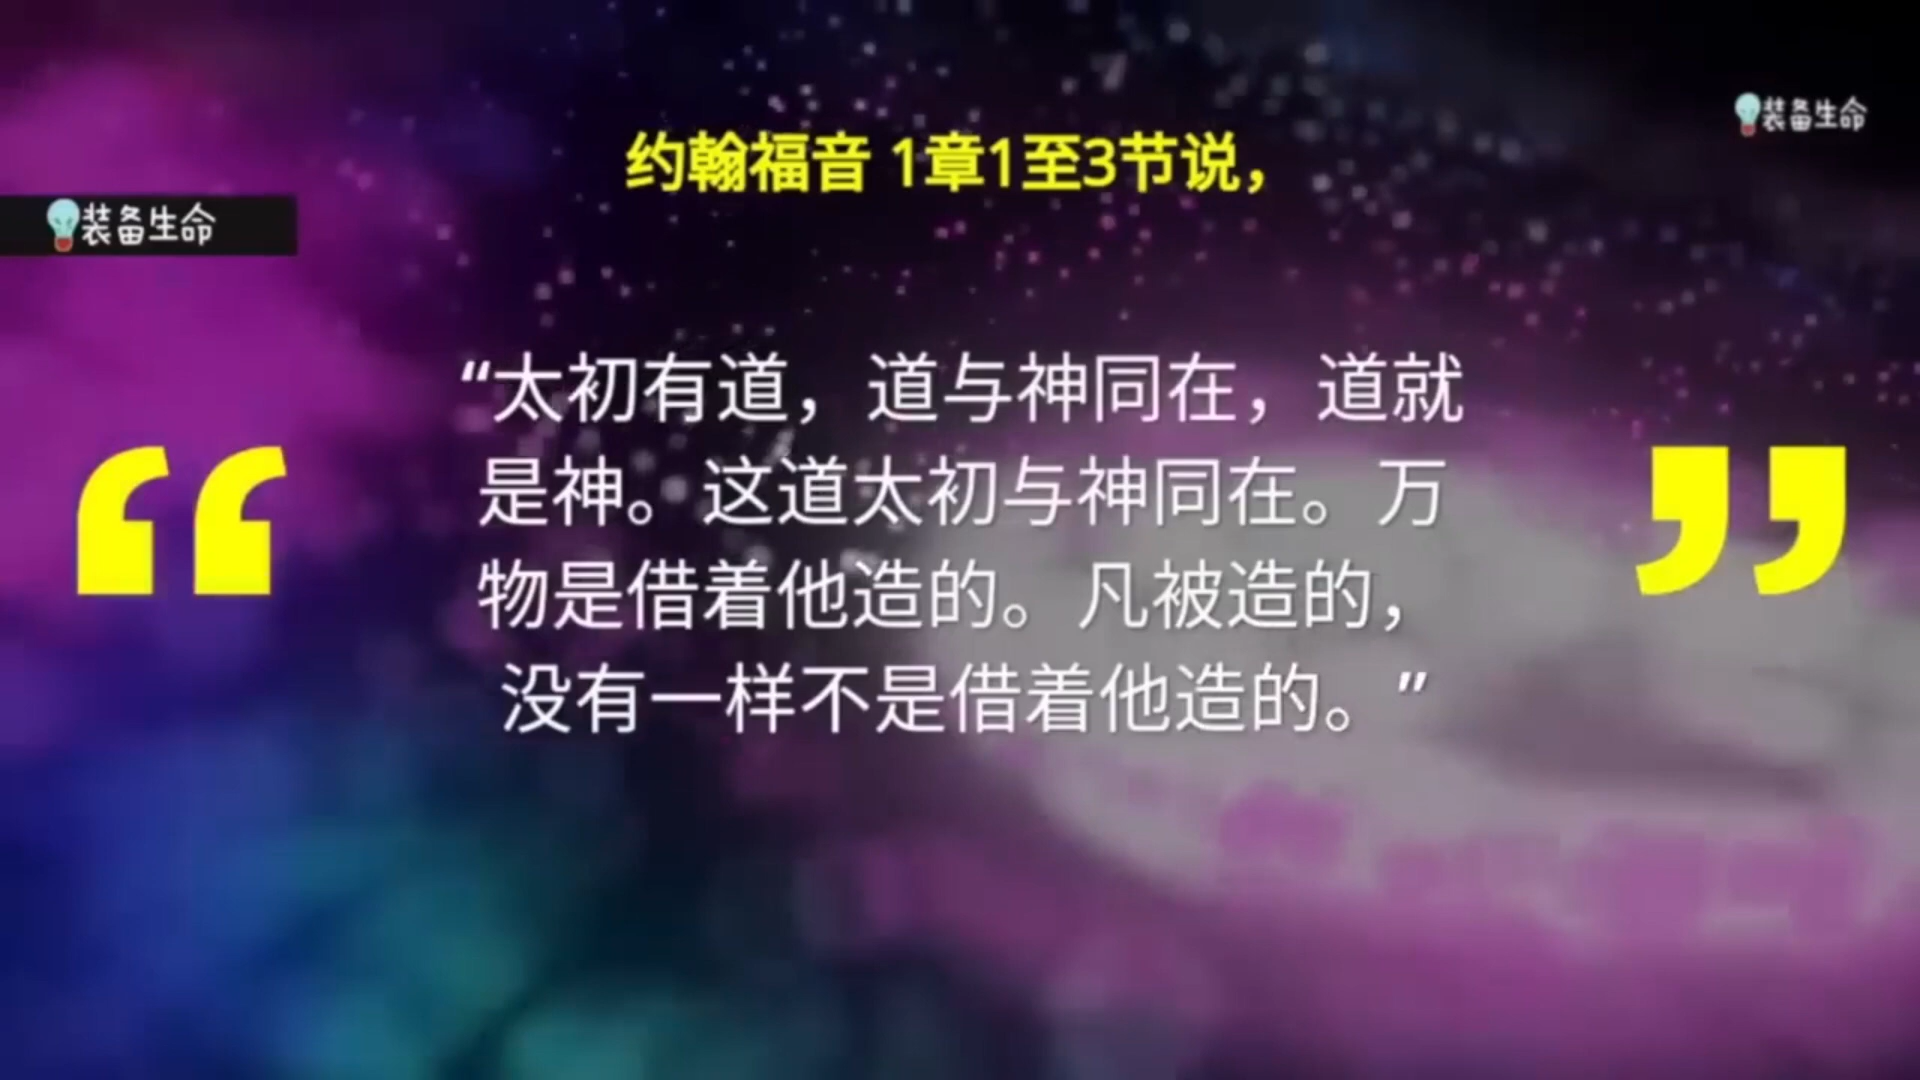 装备生命
约翰福音 1章1至3节说，
装备生命
“太初有道，道与神同在，道就
是神。这道太初与神同在。万
物是借着他造的。凡被造的，
没有一样不是借着他造的。”